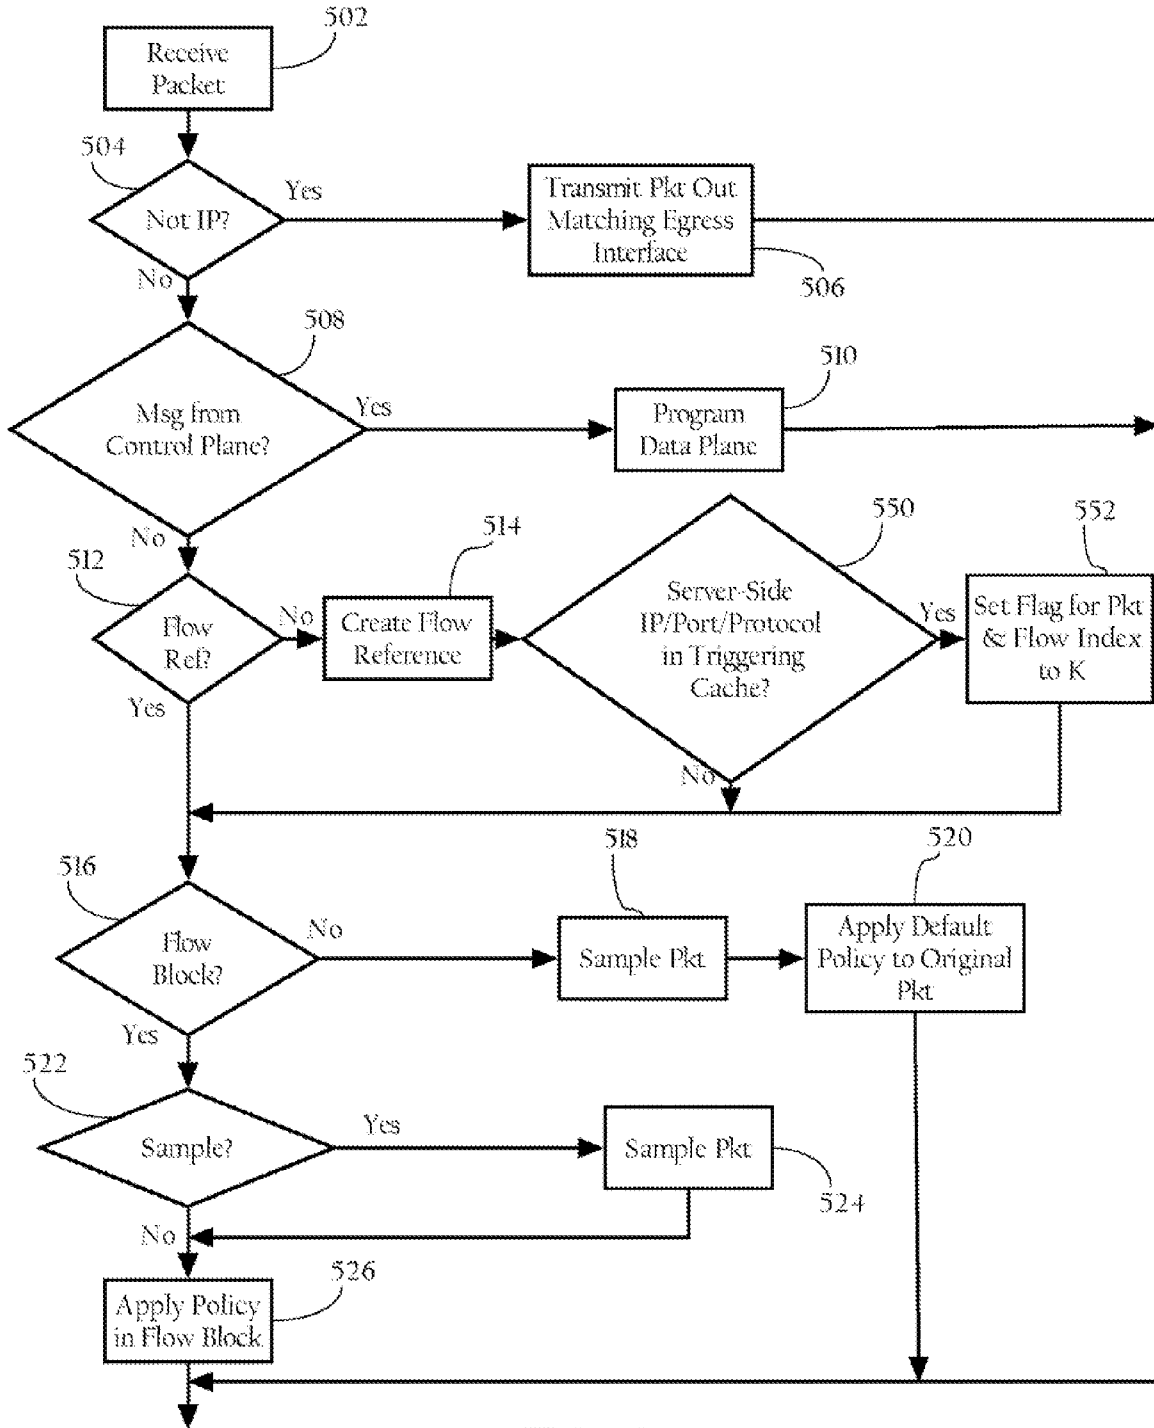 502
Receive
Packet
504
Not IP?
Yes
Transmit Pkt Out
Matching Egress
Interface
506
No
508
Msg from
Control Plane?
Yes
510
Program
Data Plane
No
512
Flow
Ref?
No
514
Create Flow
Reference
550
Server-Side
IP/Port/Protocol
in Triggering
Cache?
Yes
552
Set Flag for Pkt
& Flow Index
to K
Yes
No
516
Flow
Block?
No
518
Sample Pkt
520
Apply Default
Policy to Original
Pkt
Yes
522
Sample?
Yes
Sample Pkt
524
No
526
Apply Policy
in Flow Block